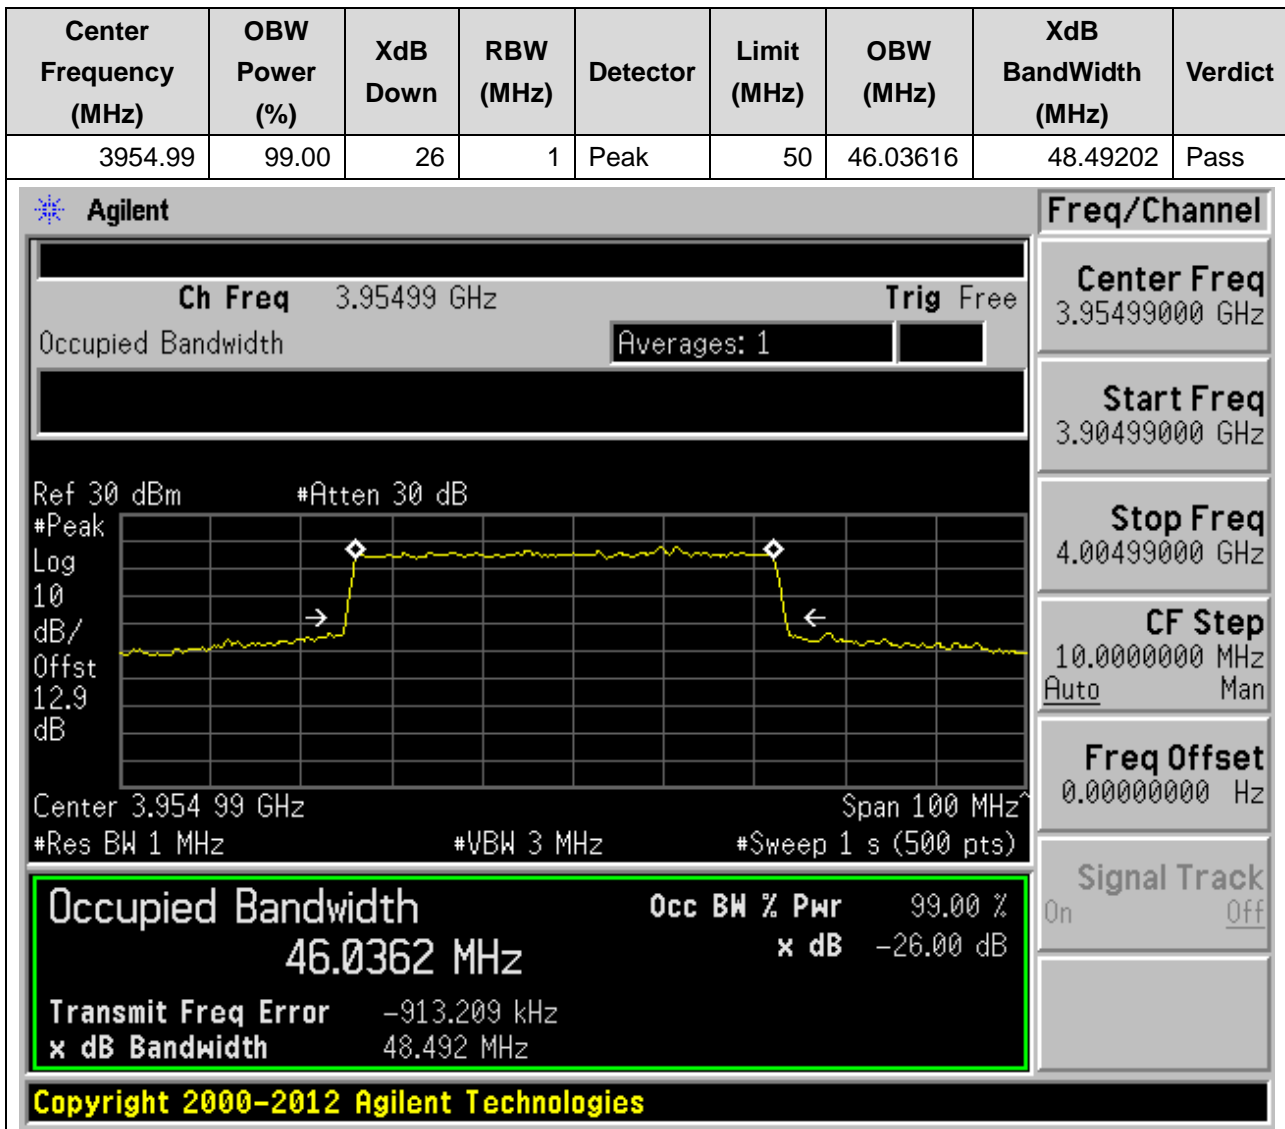 Center Frequency (MHz) OBW Power (%) XdB Down RBW (MHz) Detector Limit (MHz) OBW (MHz) XdB BandWidth (MHz) Verdict
3954.99 99.00 26 1 Peak 50 46.03616 48.49202 Pass
Agilent
Freq/Channel
Ch Freq 3.95499 GHz Trig Free
Occupied Bandwidth Averages: 1
Center Freq
3.95499000 GHz
Start Freq
3.90499000 GHz
Stop Freq
4.00499000 GHz
CF Step
10.0000000 MHz
Auto Man
Freq Offset
0.00000000 Hz
Signal Track
On Off
Ref 30 dBm #Atten 30 dB
#Peak
Log
10
dB/
Offst
12.9
dB
Center 3.954 99 GHz Span 100 MHz^
#Res BW 1 MHz #VBW 3 MHz #Sweep 1 s (500 pts)
Occupied Bandwidth Occ BW % Pwr 99.00 %
46.0362 MHz x dB -26.00 dB
Transmit Freq Error -913.209 kHz
x dB Bandwidth 48.492 MHz
Copyright 2000-2012 Agilent Technologies